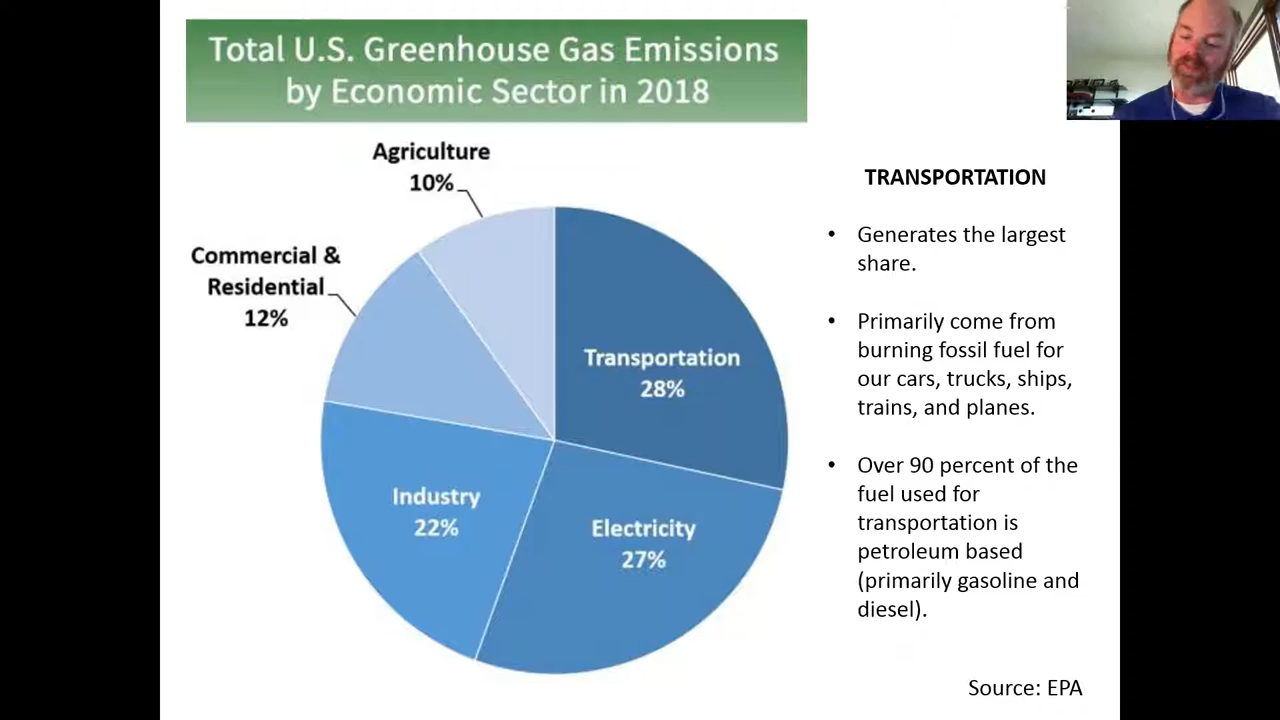 Total U.S. Greenhouse Gas Emissions
by Economic Sector in 2018
Agriculture
10%
Commercial &
Residential
12%
Transportation
28%
Industry
22%
Electricity
27%
TRANSPORTATION
• Generates the largest
share.
• Primarily come from
burning fossil fuel for
our cars, trucks, ships,
trains, and planes.
• Over 90 percent of the
fuel used for
transportation is
petroleum based
(primarily gasoline and
diesel).
Source: EPA